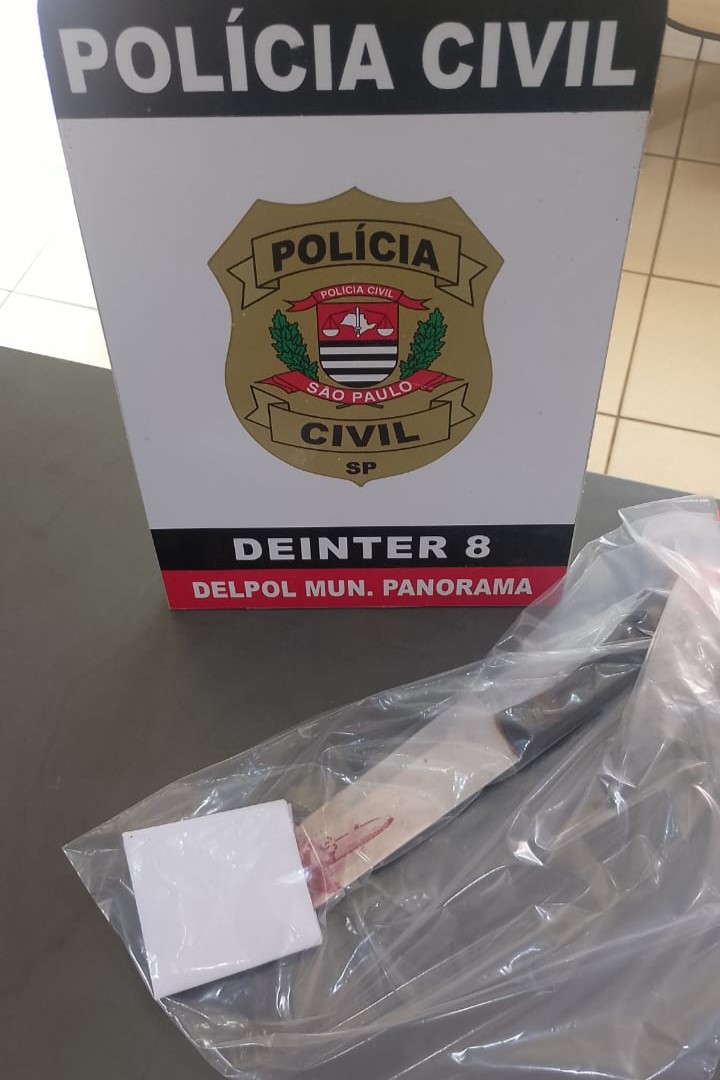 POLÍCIA CIVIL
POLÍCIA
POLICIA CIVIL
SÃO PAULO
CIVIL
SP
DEINTER 8
DELPOL MUN. PANORAMA